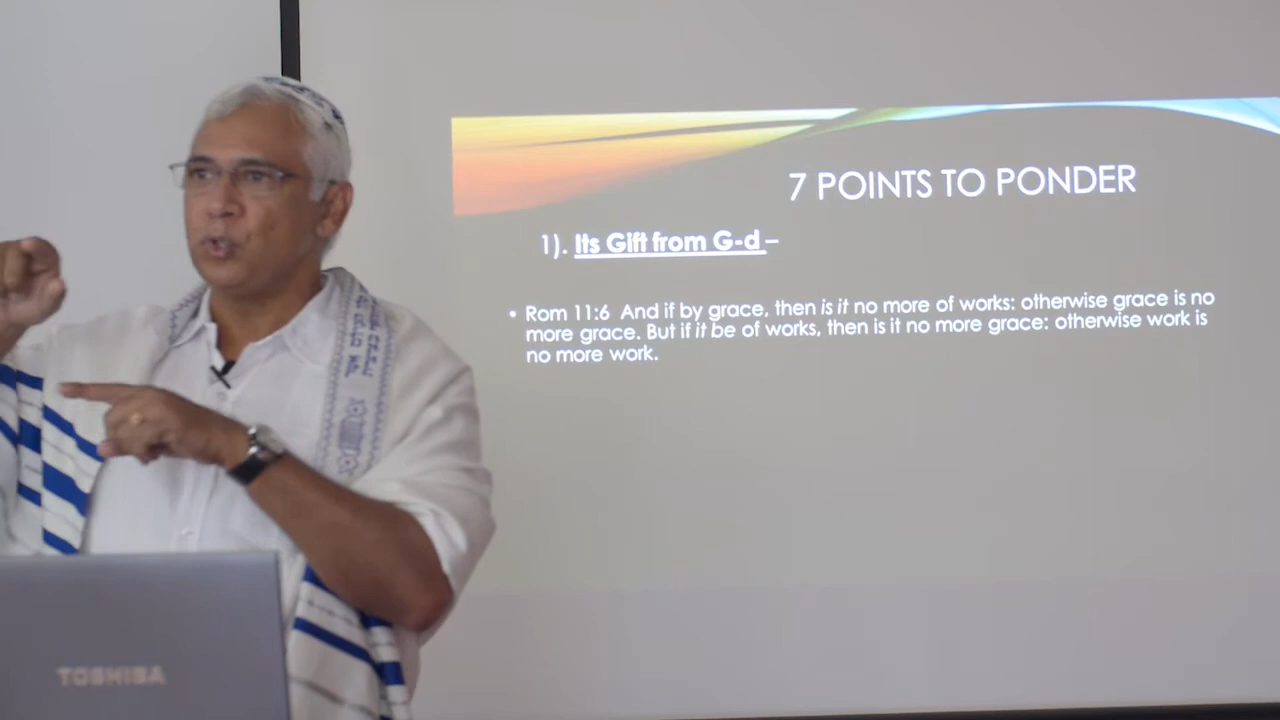 7 POINTS TO PONDER
1). Its Gift from G-d –
• Rom 11:6 And if by grace, then is it no more of works: otherwise grace is no
more grace. But if it be of works, then is it no more grace: otherwise work is
no more work.
TOSHIBA